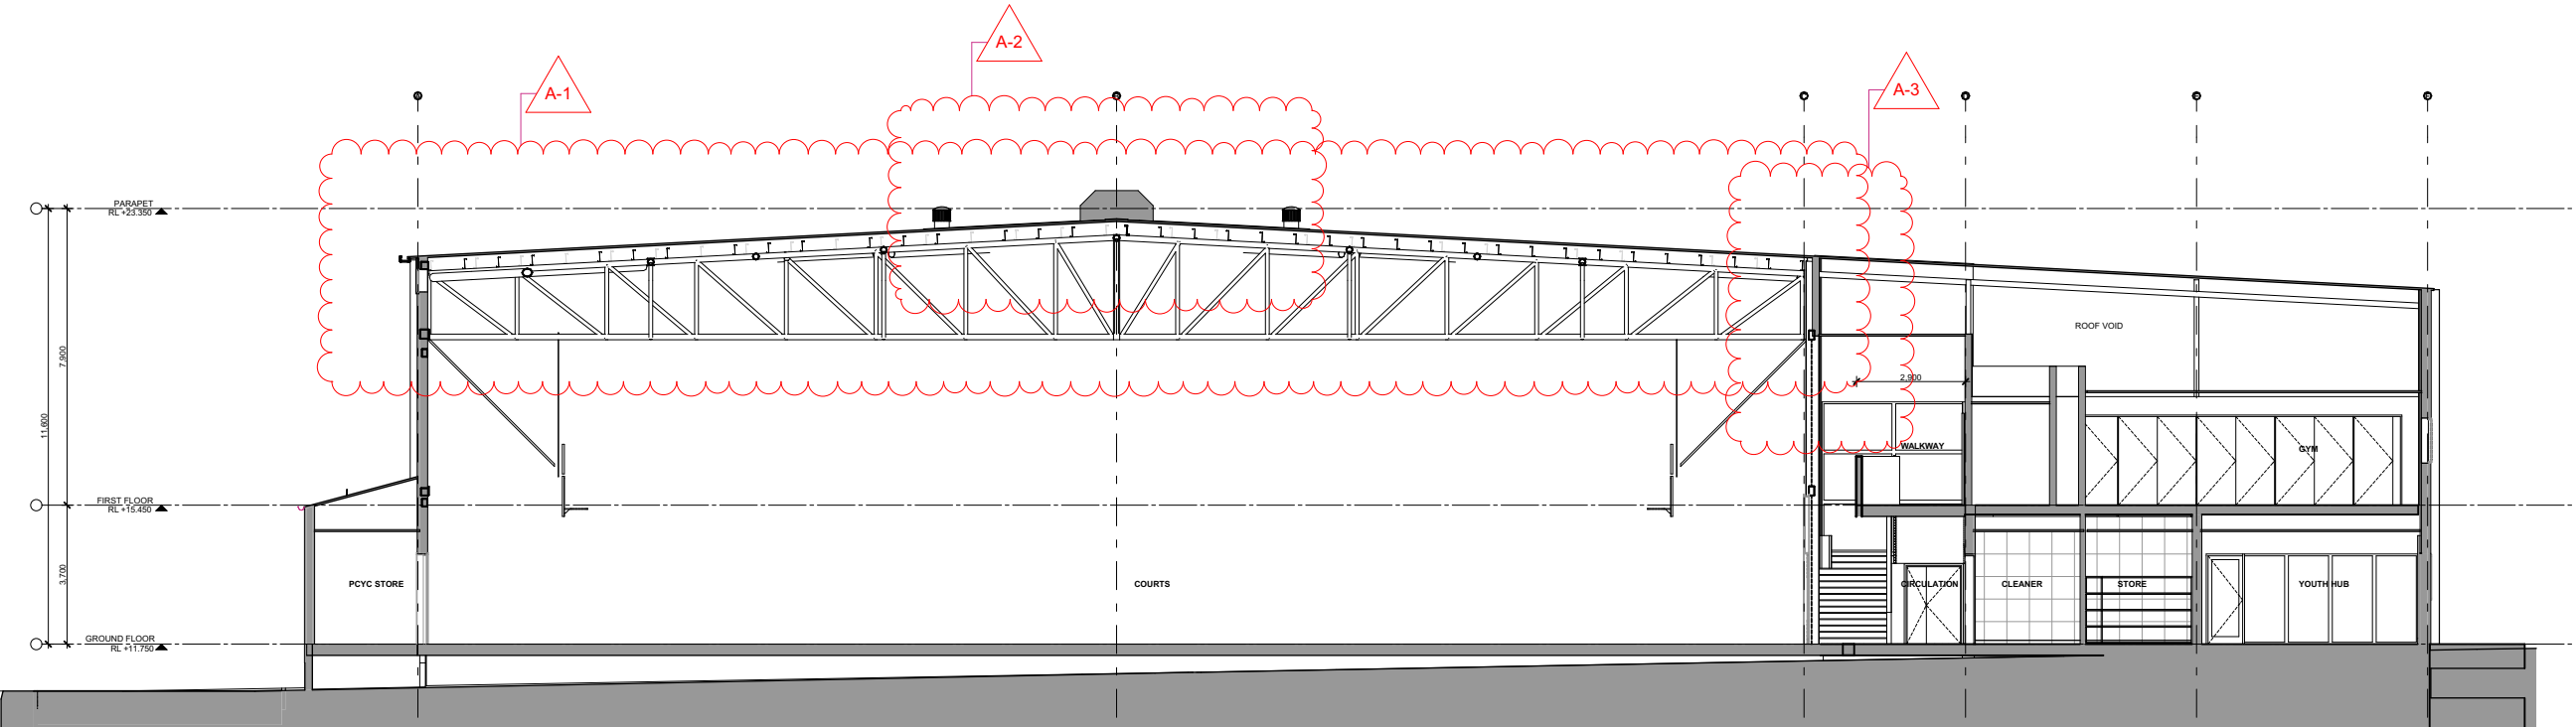 A-2
A-1
A-3
PARAPET
RL +23.350
ROOF VOID
7,900
2,900
11,600
WALKWAY
GYM
FIRST FLOOR
RL +15.450
3,700
PCYC STORE
COURTS
CIRCULATION
CLEANER
STORE
YOUTH HUB
GROUND FLOOR
RL +11.750